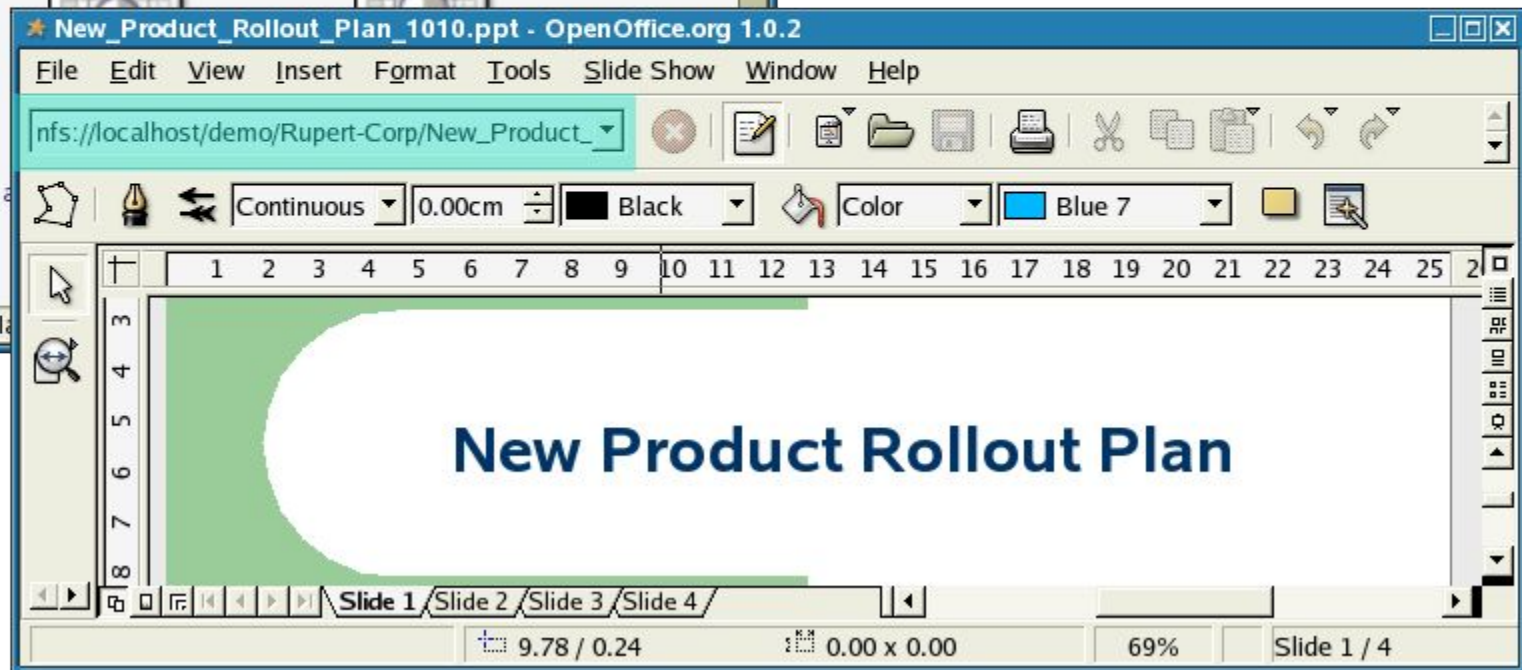 New_Product_Rollout_Plan_1010.ppt - OpenOffice.org 1.0.2
File Edit View Insert Format Tools Slide Show Window Help
nfs://localhost/demo/Rupert-Corp/New_Product_
Continuous 0.00cm Black Color Blue 7
1 2 3 4 5 6 7 8 9 10 11 12 13 14 15 16 17 18 19 20 21 22 23 24 25
3
4
5
6
7
8
New Product Rollout Plan
Slide 1 Slide 2 Slide 3 Slide 4
9.78 / 0.24 0.00 x 0.00 69% Slide 1 / 4